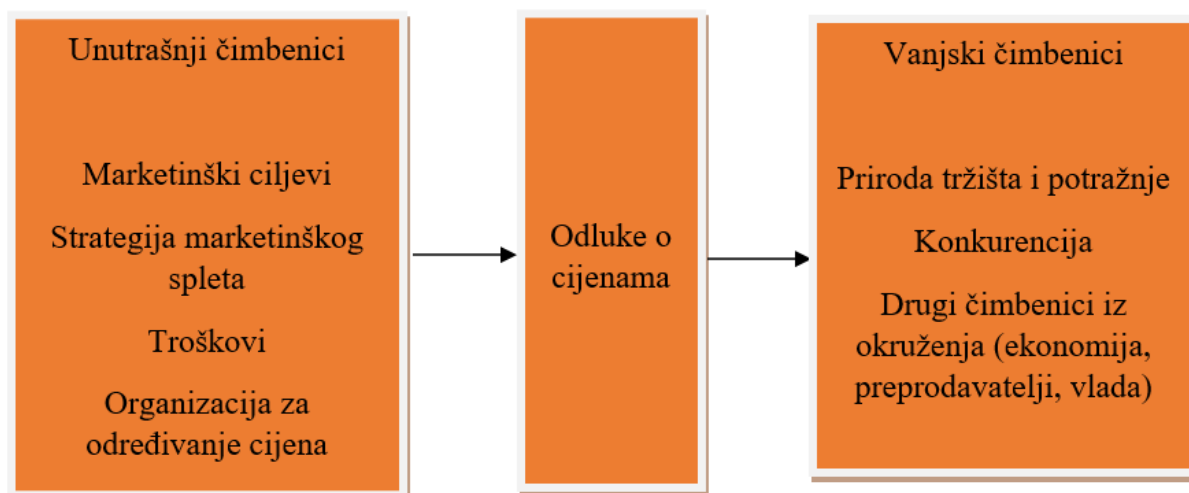 Unutrašnji čimbenici
Marketinški ciljevi
Strategija marketinškog
spleta
Troškovi
Organizacija za
određivanje cijena
Odluke o
cijenama
Vanjski čimbenici
Priroda tržišta i potražnje
Konkurencija
Drugi čimbenici iz
okruženja (ekonomija,
preprodavatelji, vlada)